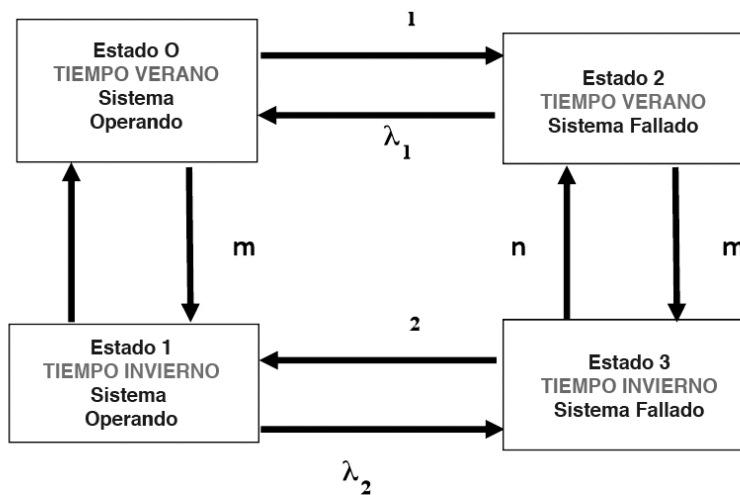 1
Estado O
TIEMPO VERANO
Sistema
Operando
Estado 2
TIEMPO VERANO
Sistema Fallado
λ1
m
n
m
2
Estado 1
TIEMPO INVIERNO
Sistema
Operando
Estado 3
TIEMPO INVIERNO
Sistema Fallado
λ2